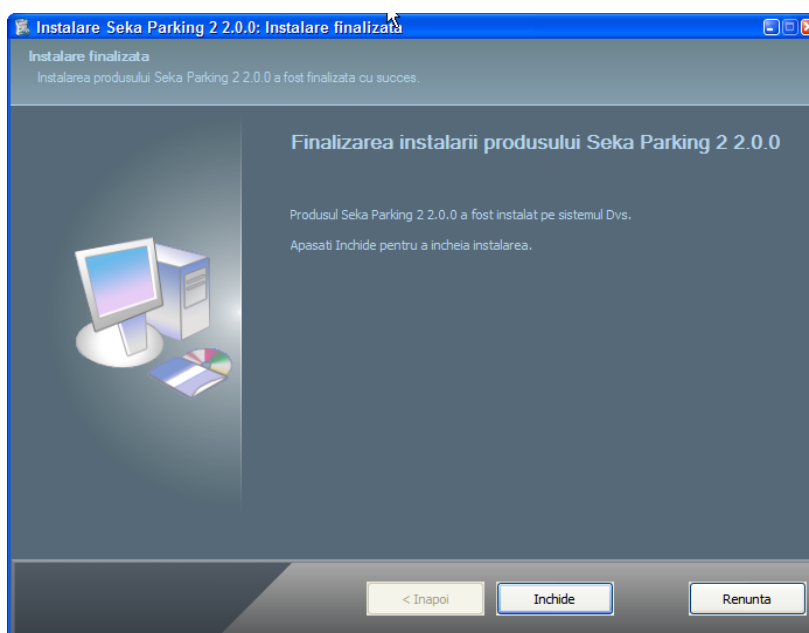 Instalare Seka Parking 2 2.0.0: Instalare finalizata
Instalare finalizata
Instalarea produsului Seka Parking 2 2.0.0 a fost finalizata cu succes.
Finalizarea instalarii produsului Seka Parking 2 2.0.0
Produsul Seka Parking 2 2.0.0 a fost instalat pe sistemul Dvs.
Apasati Inchide pentru a incheia instalarea.
< Inapoi
Inchide
Renunta